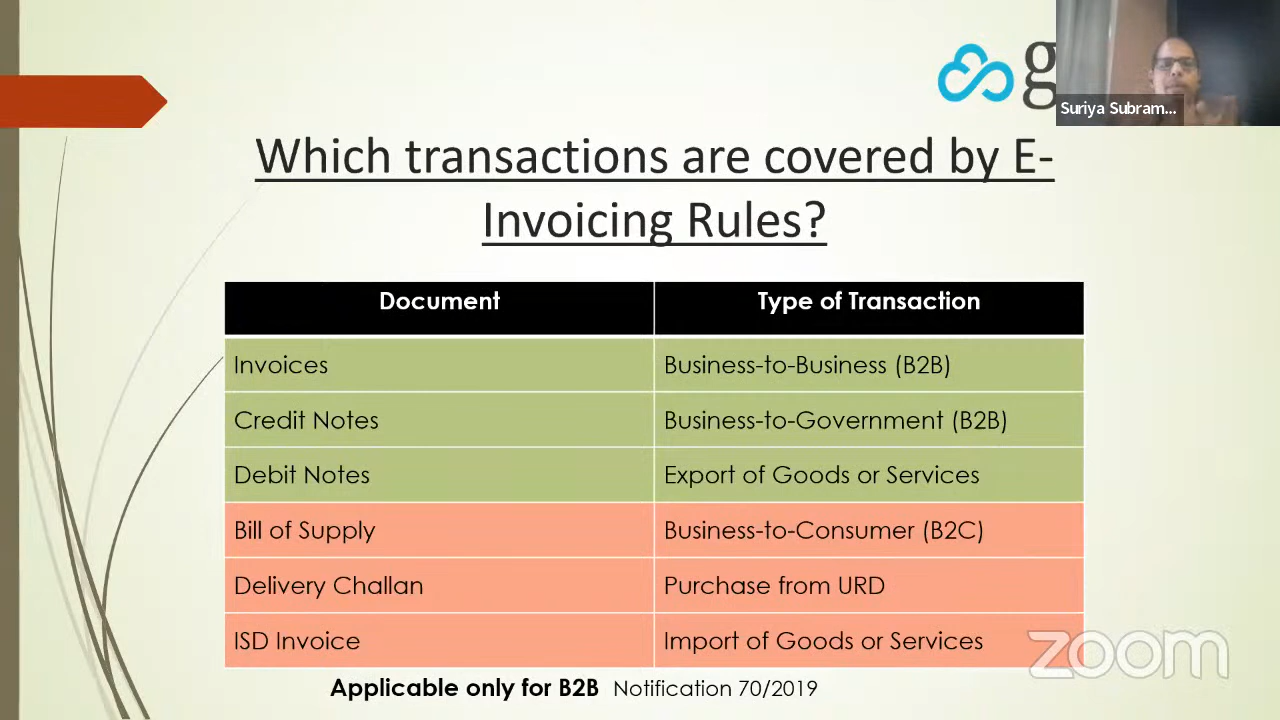 g
Suriya Subram...
Which transactions are covered by E-
Invoicing Rules?
Document Type of Transaction
Invoices Business-to-Business (B2B)
Credit Notes Business-to-Government (B2B)
Debit Notes Export of Goods or Services
Bill of Supply Business-to-Consumer (B2C)
Delivery Challan Purchase from URD
ISD Invoice Import of Goods or Services
zoom
Applicable only for B2B Notification 70/2019